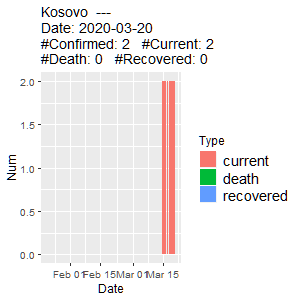 Kosovo  ---
Date: 2020-03-20
#Confirmed: 2   #Current: 2
#Death: 0   #Recovered: 0
2.0
1.5
1.0
0.5
0.0
Num
Feb 01 Feb 15 Mar 01 Mar 15
Date
Type
current
death
recovered